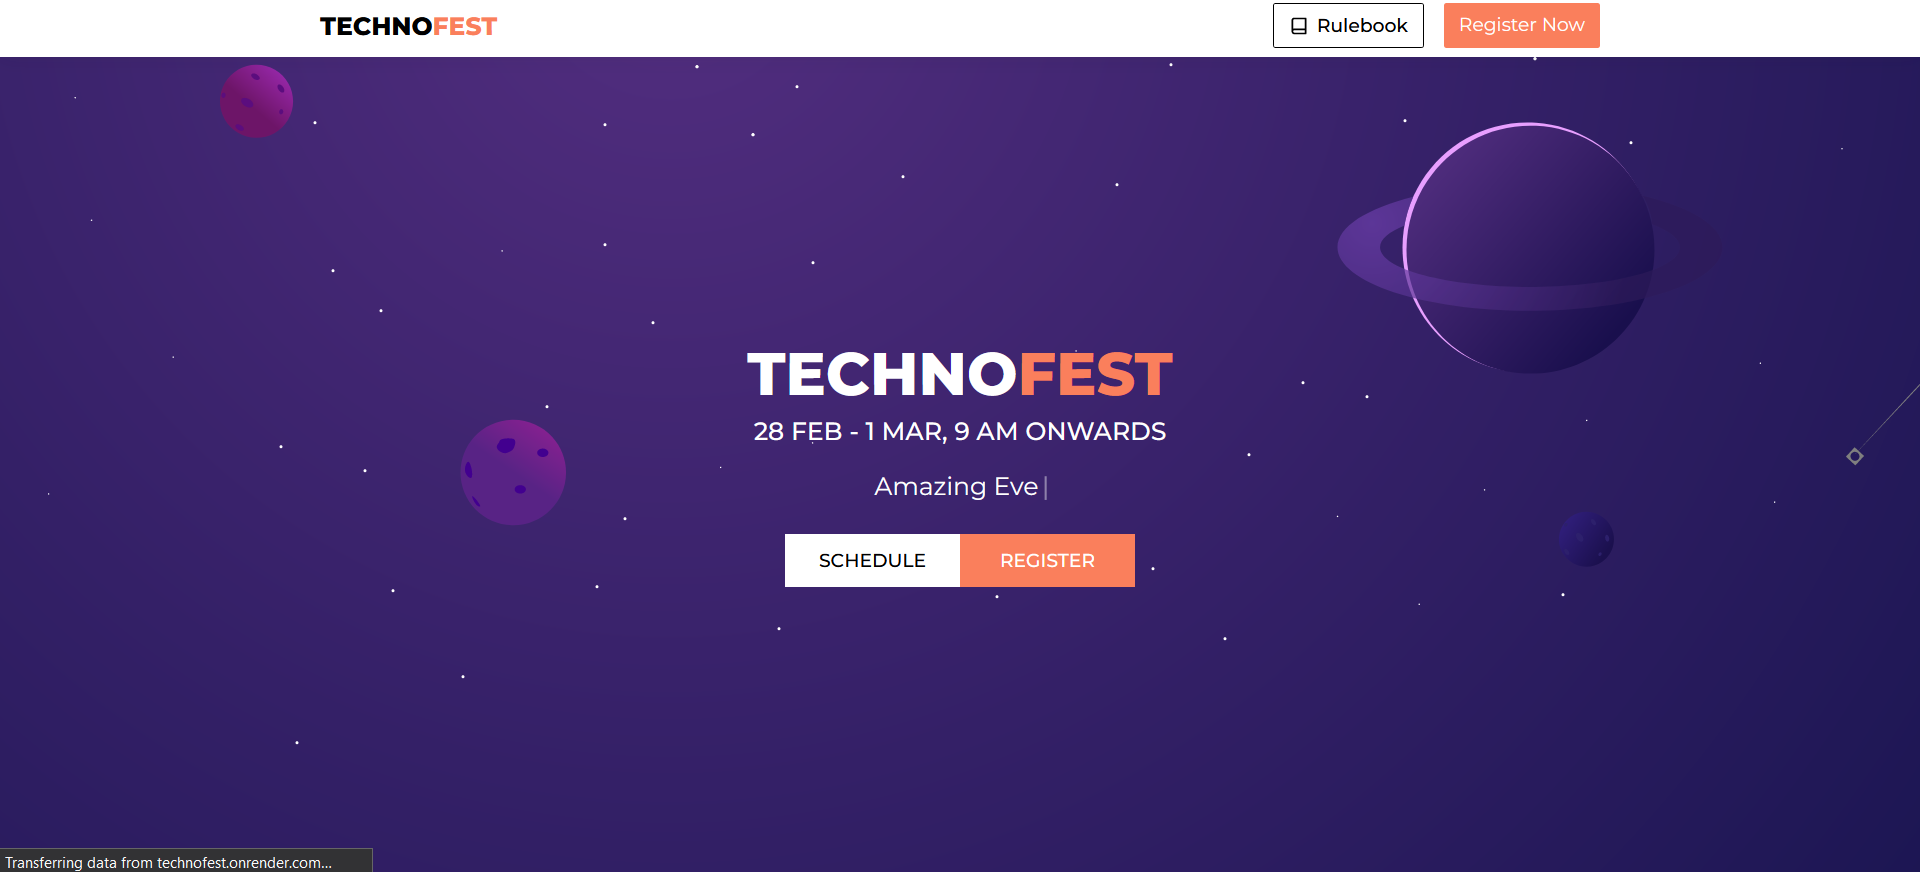 TECHNOFEST
Rulebook
Register Now
TECHNOFEST
28 FEB - 1 MAR, 9 AM ONWARDS
Amazing Eve|
SCHEDULE
REGISTER
Transferring data from technofest.onrender.com...